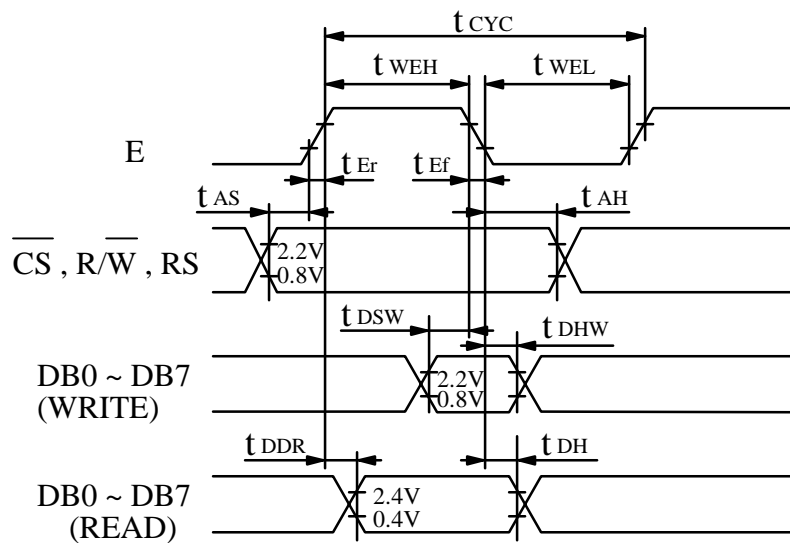 t CYC
t WEH t WEL
E
t Er t Ef
t AS t AH
CS , R/W , RS
2.2V
0.8V
t DSW t DHW
DB0 ~ DB7
(WRITE)
2.2V
0.8V
t DDR t DH
DB0 ~ DB7
(READ)
2.4V
0.4V